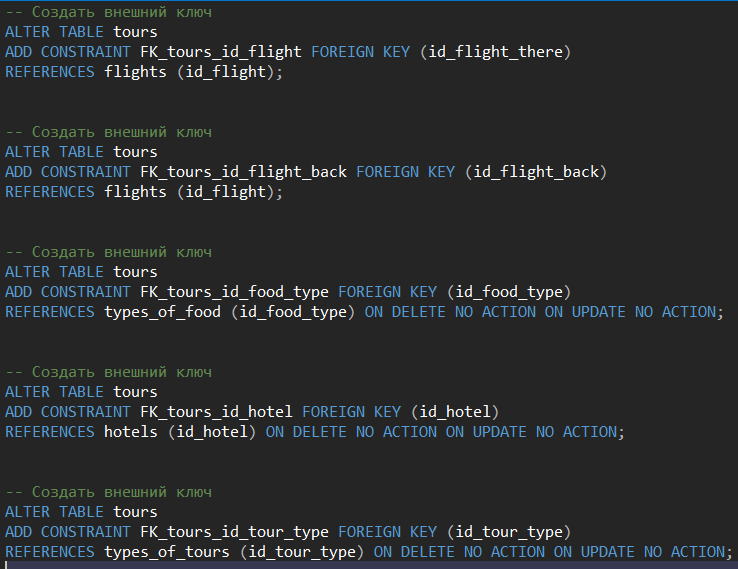 -- Создать внешний ключ
ALTER TABLE tours
ADD CONSTRAINT FK_tours_id_flight FOREIGN KEY (id_flight_there)
REFERENCES flights (id_flight);
-- Создать внешний ключ
ALTER TABLE tours
ADD CONSTRAINT FK_tours_id_flight_back FOREIGN KEY (id_flight_back)
REFERENCES flights (id_flight);
-- Создать внешний ключ
ALTER TABLE tours
ADD CONSTRAINT FK_tours_id_food_type FOREIGN KEY (id_food_type)
REFERENCES types_of_food (id_food_type) ON DELETE NO ACTION ON UPDATE NO ACTION;
-- Создать внешний ключ
ALTER TABLE tours
ADD CONSTRAINT FK_tours_id_hotel FOREIGN KEY (id_hotel)
REFERENCES hotels (id_hotel) ON DELETE NO ACTION ON UPDATE NO ACTION;
-- Создать внешний ключ
ALTER TABLE tours
ADD CONSTRAINT FK_tours_id_tour_type FOREIGN KEY (id_tour_type)
REFERENCES types_of_tours (id_tour_type) ON DELETE NO ACTION ON UPDATE NO ACTION;